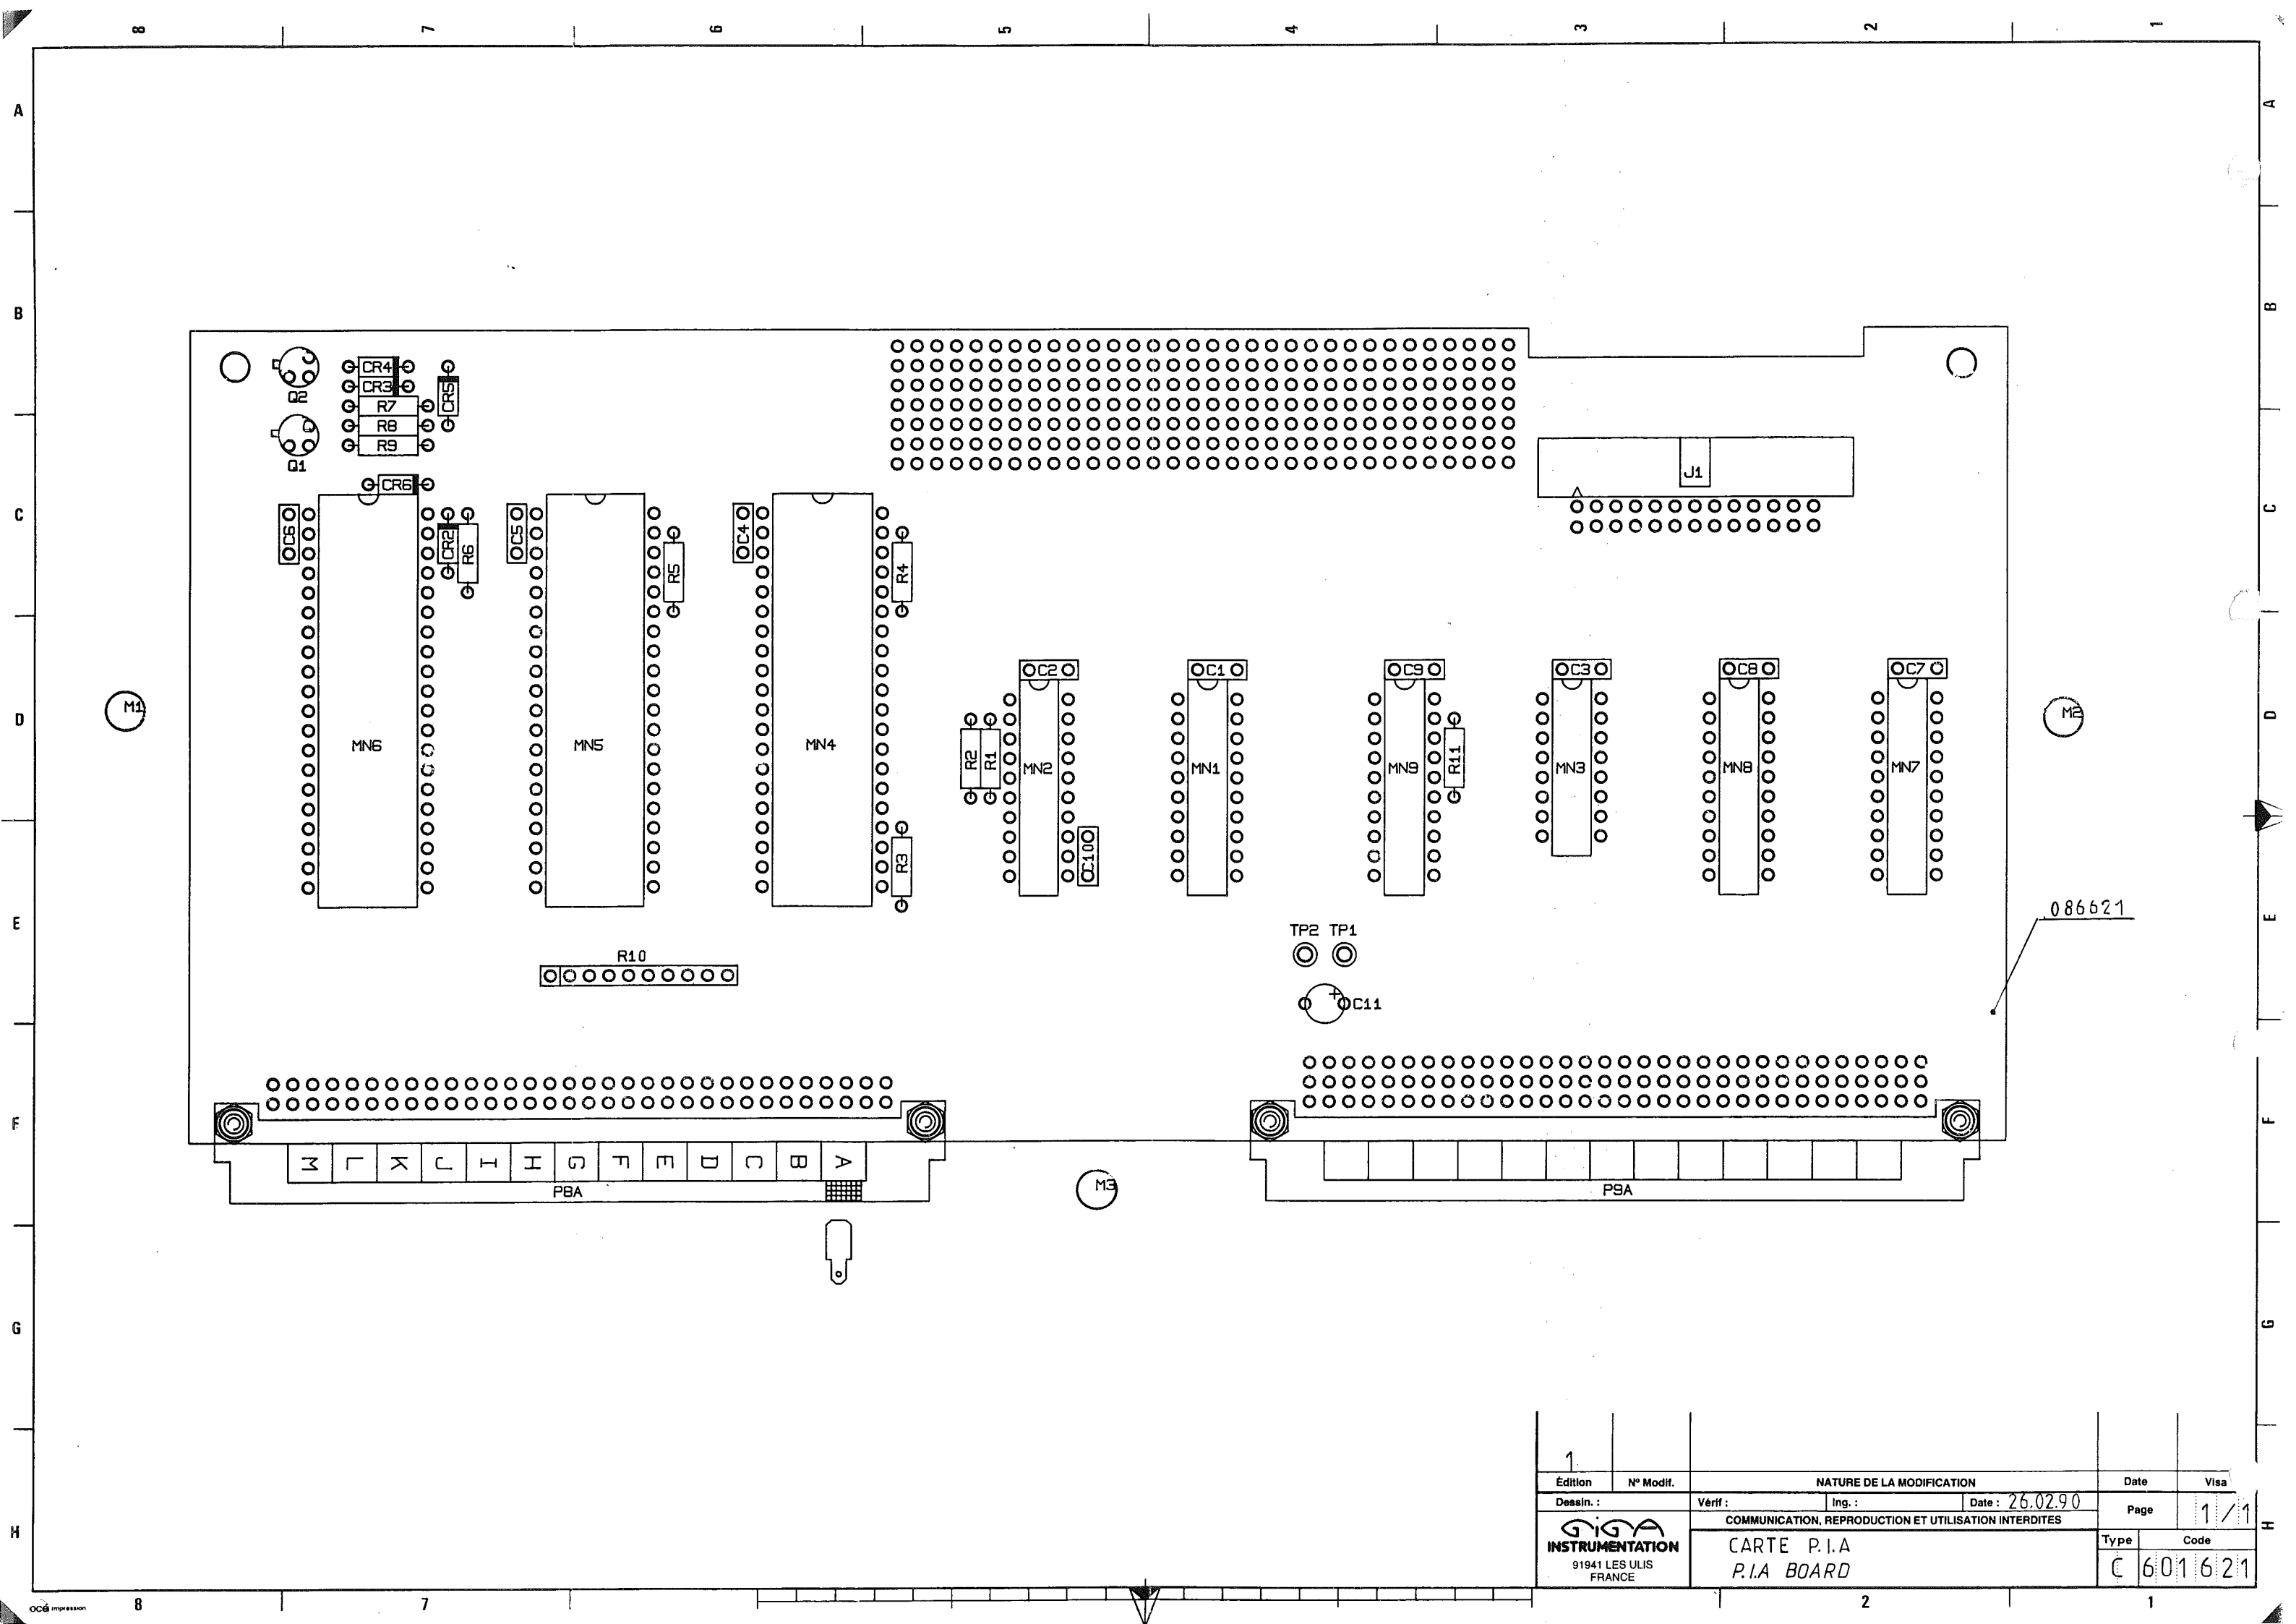 8 7 6 5 4 3 2 1
A A
B B
Q2 CR4 CR5
CR3
R7
R8
Q1 R9
CR6
J1
C C
C6 CR2 R6 C5 R5 C4 R4
C2 C1 C9 C3 C8 C7
D D
M1 M2
MN6 MN5 MN4 R2 R1 MN2 MN1 MN9 R11 MN3 MN8 MN7
R3 C10
E E
086621
TP2 TP1
R10
+ C11
F F
M L K J I H G F E D C B A
P8A M3 P9A
G G
1
Édition N° Modif. NATURE DE LA MODIFICATION Date Visa
Dessin. : Vérif : Ing. : Date : 26.02.90 Page 1/1
COMMUNICATION, REPRODUCTION ET UTILISATION INTERDITES
H H
GIGA
INSTRUMENTATION
91941 LES ULIS
FRANCE
CARTE P.I.A
P.I.A BOARD
Type Code
C 601621
océ impression
8 7 2 1